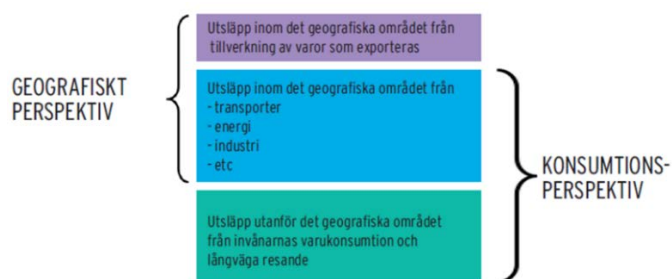 Utsläpp inom det geografiska området från
tillverkning av varor som exporteras
GEOGRAFISKT
PERSPEKTIV
Utsläpp inom det geografiska området från
- transporter
- energi
- industri
- etc
KONSUMTIONS-
PERSPEKTIV
Utsläpp utanför det geografiska området
från invånarnas varukonsumtion och
långväga resande